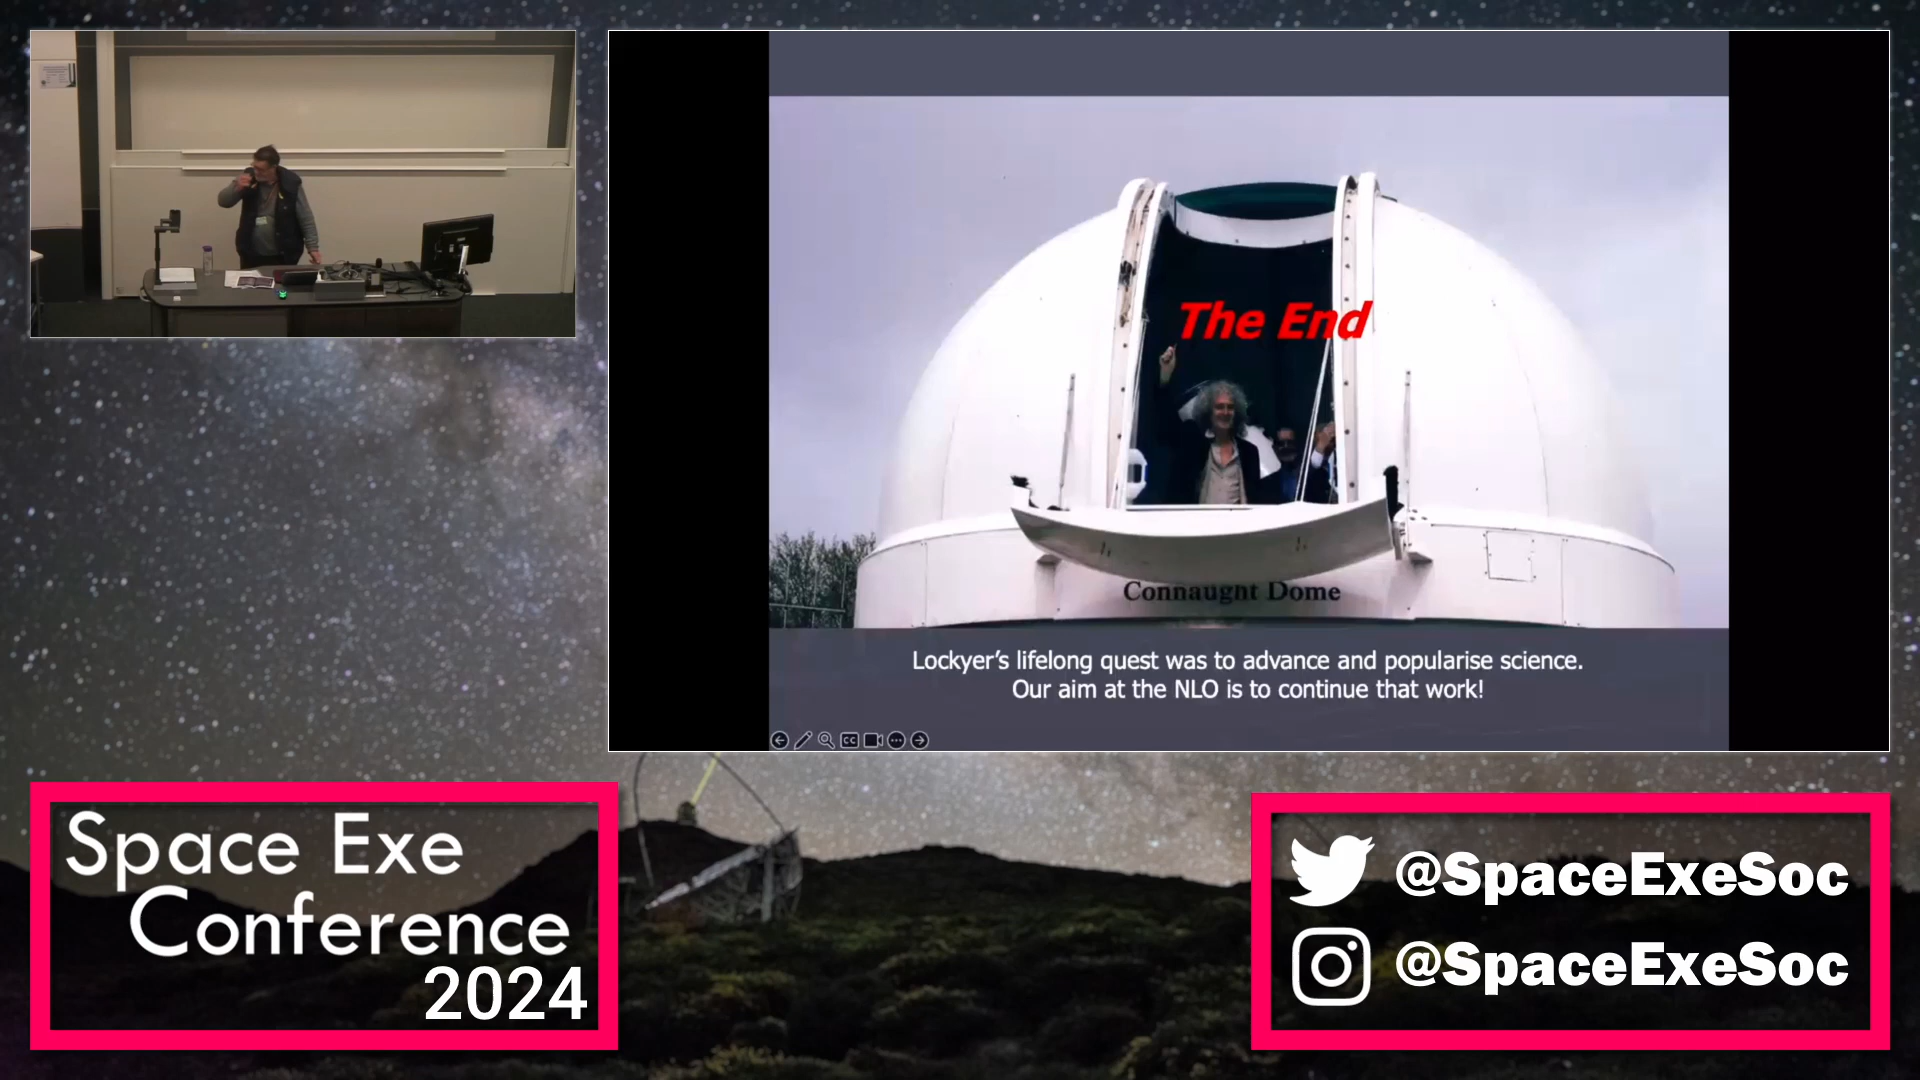 The End
Connaught Dome
Lockyer's lifelong quest was to advance and popularise science.
Our aim at the NLO is to continue that work!
CC
Space Exe
Conference
2024
@SpaceExeSoc
@SpaceExeSoc